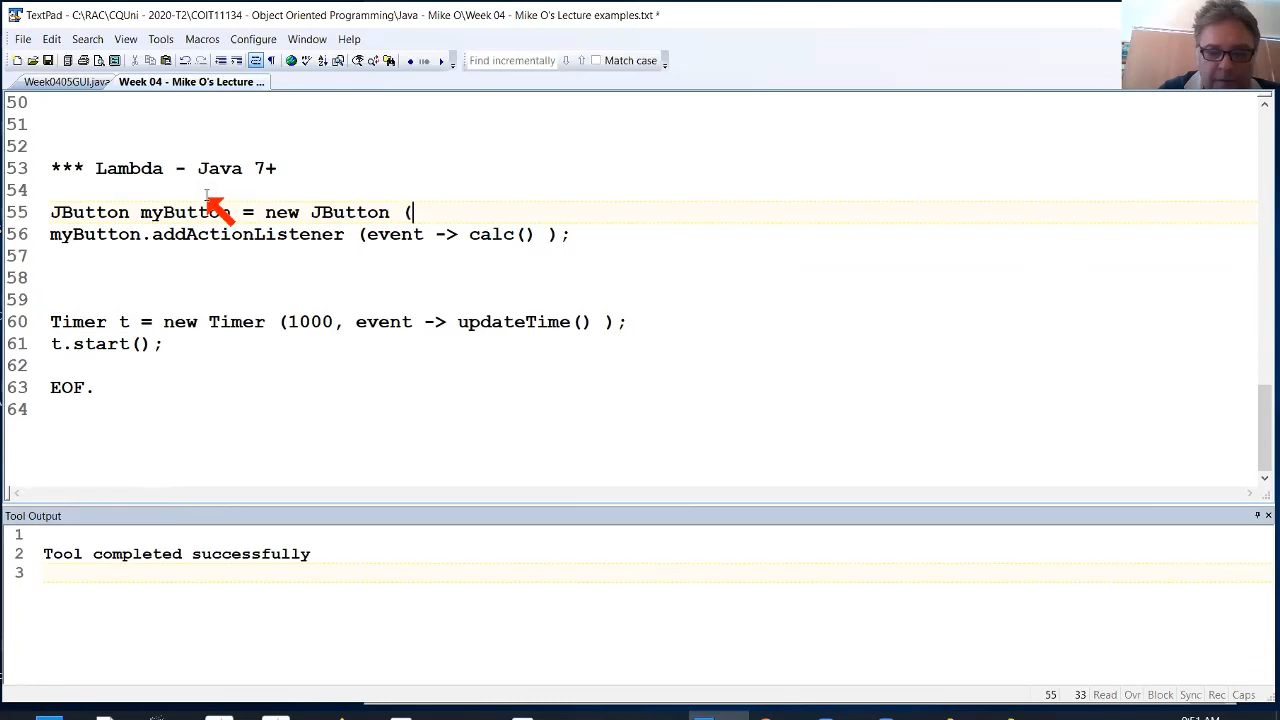 TextPad - C:\RAC\CQUni - 2020-T2\COIT11134 - Object Oriented Programming\Java - Mike O\Week 04 - Mike O's Lecture examples.txt *
File Edit Search View Tools Macros Configure Window Help
Find incrementally Match case
Week0405GUI.java Week 04 - Mike O's Lecture ...
50
51
52
53 *** Lambda - Java 7+
54
55 JButton myButton = new JButton (
56 myButton.addActionListener (event -> calc() );
57
58
59
60 Timer t = new Timer (1000, event -> updateTime() );
61 t.start();
62
63 EOF.
64
Tool Output
1
2 Tool completed successfully
3
55 33 Read Ovr Block Sync Rec Caps